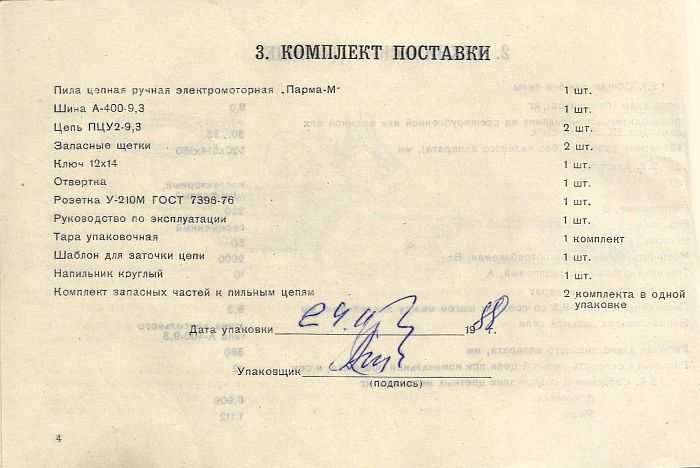 3. КОМПЛЕКТ ПОСТАВКИ
Пила цепная ручная электромоторная „Парма-М“ 1 шт.
Шина А-400-9,3 1 шт.
Цепь ПЦУ2-9,3 2 шт.
Запасные щетки 2 шт.
Ключ 12х14 1 шт.
Отвертка 1 шт.
Розетка У-210М ГОСТ 7396-76 1 шт.
Руководство по эксплуатации 1 шт.
Тара упаковочная 1 комплект
Шаблон для заточки цепи 1 шт.
Напильник круглый 1 шт.
Комплект запасных частей к пильным цепям 2 комплекта в одной
упаковке
Дата упаковки 24 1988 г.
Упаковщик
(подпись)
4